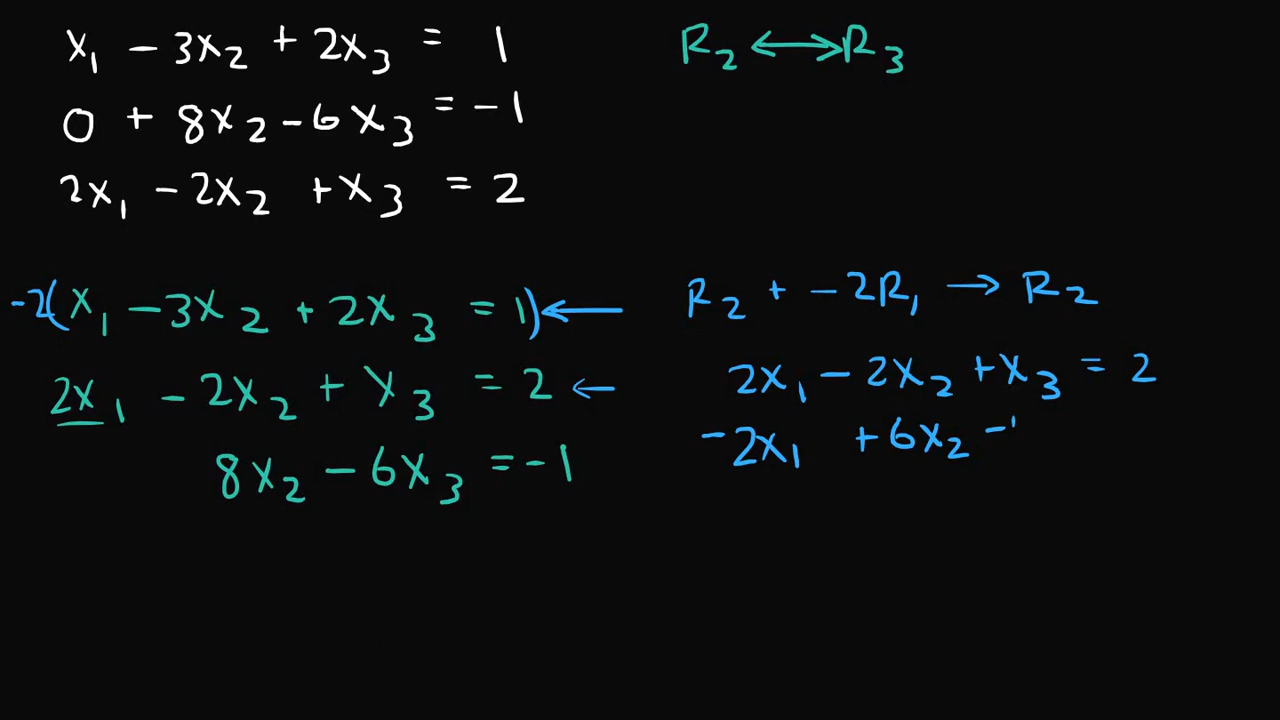 x₁ - 3x₂ + 2x₃ = 1
R₂ ⟷ R₃
0 + 8x₂ - 6x₃ = -1
2x₁ - 2x₂ + x₃ = 2
-2(x₁ - 3x₂ + 2x₃ = 1) ←
2x₁ - 2x₂ + x₃ = 2 ←
8x₂ - 6x₃ = -1
R₂ + -2R₁ → R₂
2x₁ - 2x₂ + x₃ = 2
-2x₁ + 6x₂ -